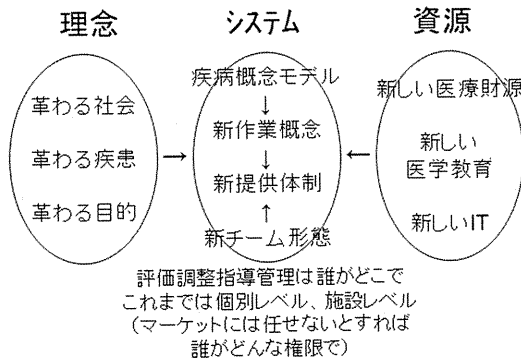 理念
システム
資源
革わる社会
革わる疾患
革わる目的
→
疾病概念モデル
↓
新作業概念
↓
新提供体制
↑
新チーム形態
←
新しい医療財源
新しい
医学教育
新しいIT
評価調整指導管理は誰がどこで
これまでは個別レベル、施設レベル
(マーケットには任せないとすれば
誰がどんな権限で)